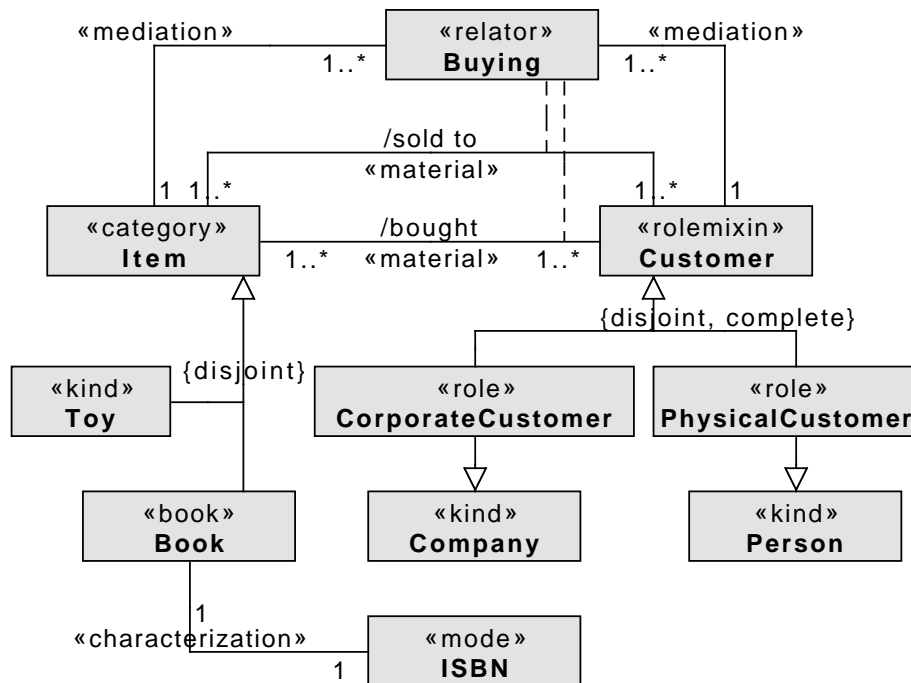 «mediation»
«relator»
Buying
«mediation»
1..*
1..*
/sold to
«material»
1
1..*
1..*
1
«category»
Item
/bought
1..*
«material»
1..*
«rolemixin»
Customer
{disjoint, complete}
{disjoint}
«kind»
Toy
«role»
CorporateCustomer
«role»
PhysicalCustomer
«book»
Book
«kind»
Company
«kind»
Person
1
«characterization»
1
«mode»
ISBN